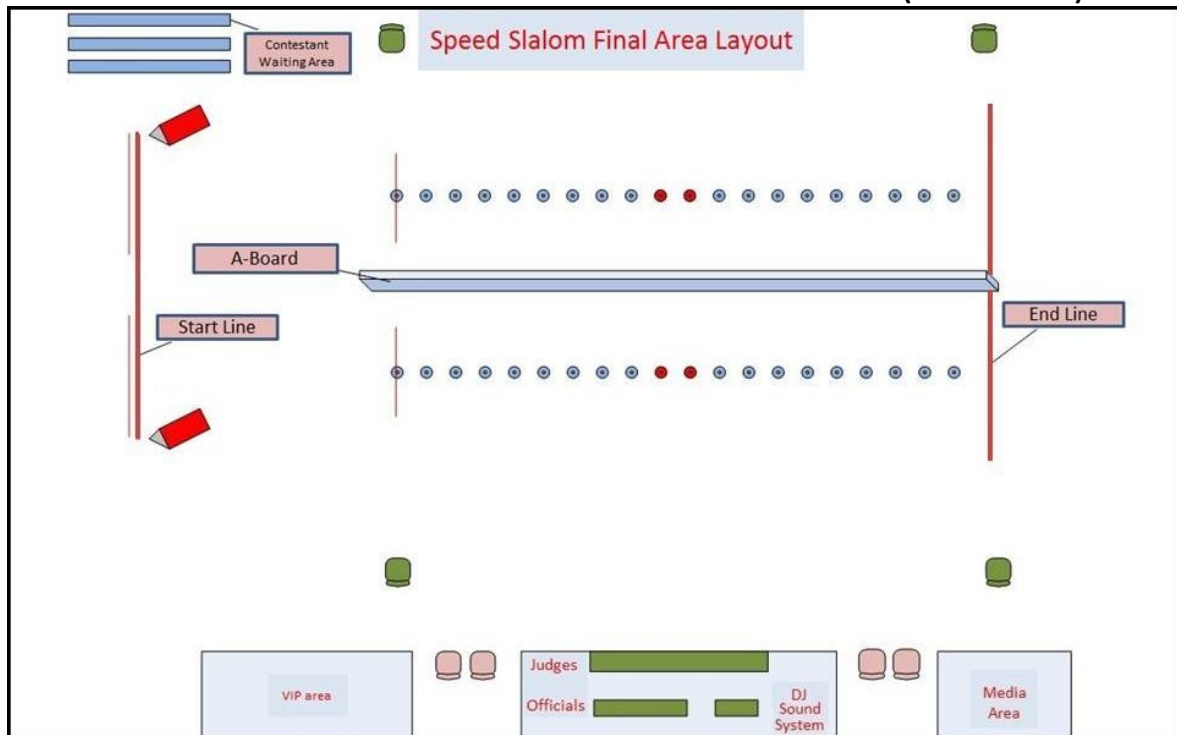 Speed Slalom Final Area Layout
Contestant
Waiting Area
A-Board
Start Line
End Line
VIP area
Judges
Officials
DJ
Sound
System
Media
Area